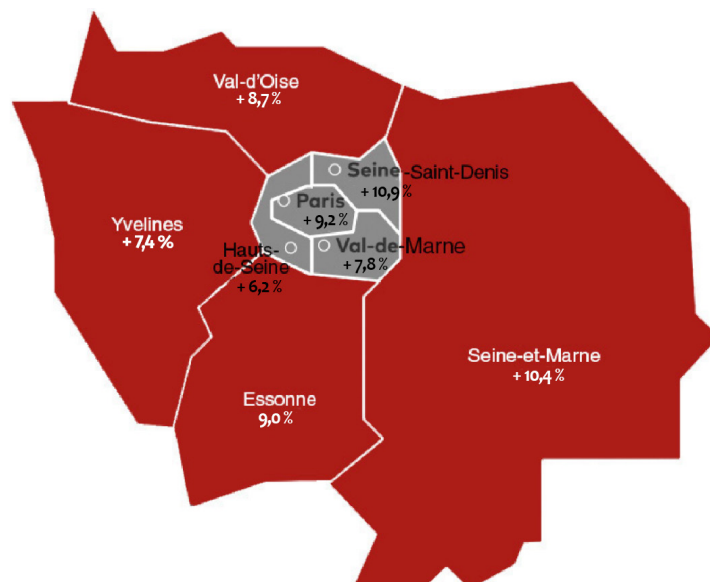 Val-d'Oise
+ 8,7 %
Seine-Saint-Denis
+ 10,9 %
Paris
+ 9,2 %
Yvelines
+ 7,4 %
Hauts-
de-Seine
+ 6,2 %
Val-de-Marne
+ 7,8 %
Seine-et-Marne
+ 10,4 %
Essonne
9,0 %